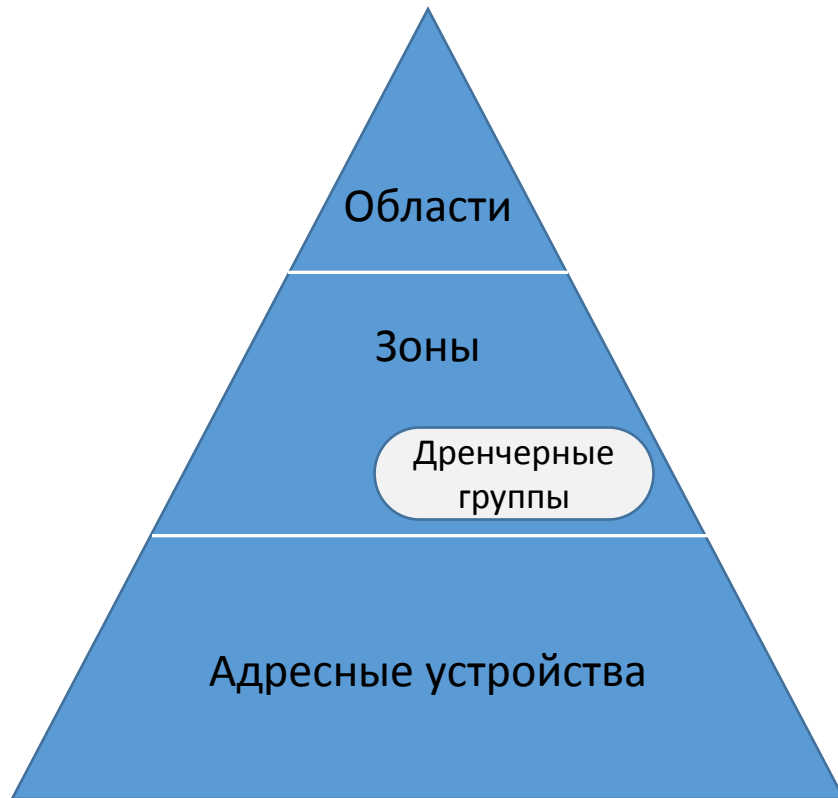 Области
Зоны
Дренчерные
группы
Адресные устройства